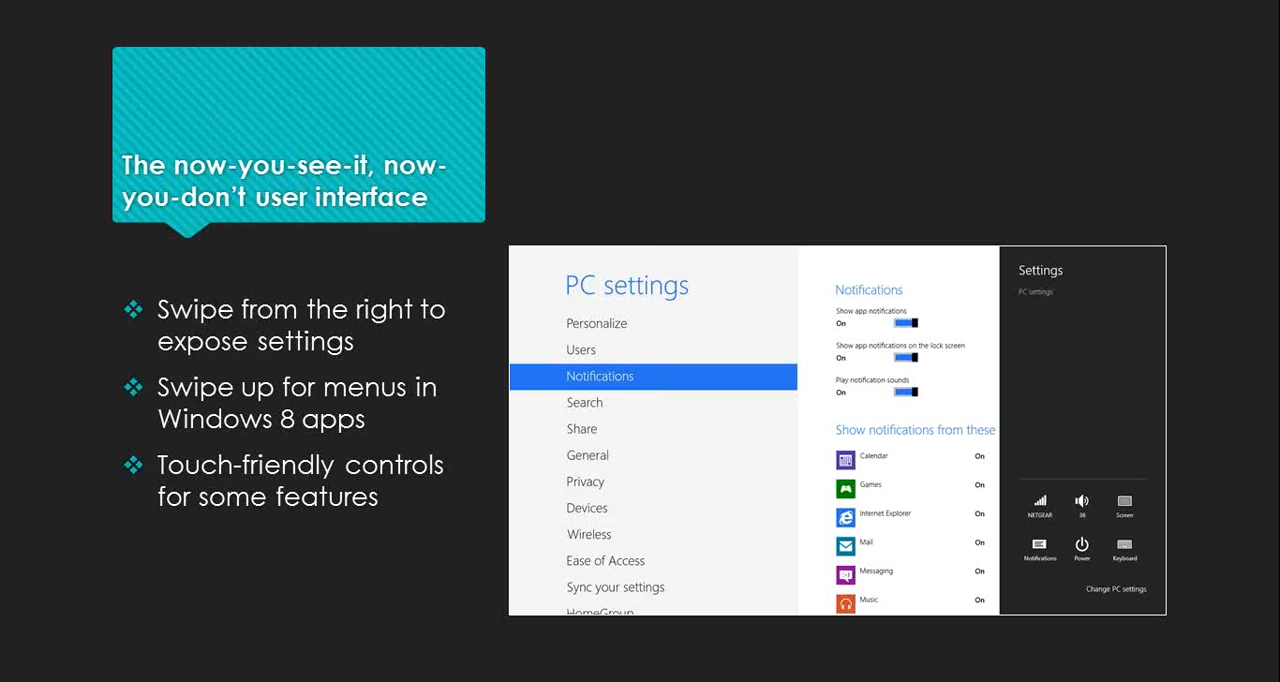 The now-you-see-it, now-
you-don't user interface
Swipe from the right to
expose settings
Swipe up for menus in
Windows 8 apps
Touch-friendly controls
for some features
PC settings
Personalize
Users
Notifications
Search
Share
General
Privacy
Devices
Wireless
Ease of Access
Sync your settings
HomeGroup
Notifications
Show app notifications
On
Show app notifications on the lock screen
On
Play notification sounds
On
Show notifications from these
Calendar On
Games On
Internet Explorer On
Mail On
Messaging On
Music On
Settings
PC settings
NETGEAR 36 Screen
Notifications Power Keyboard
Change PC settings